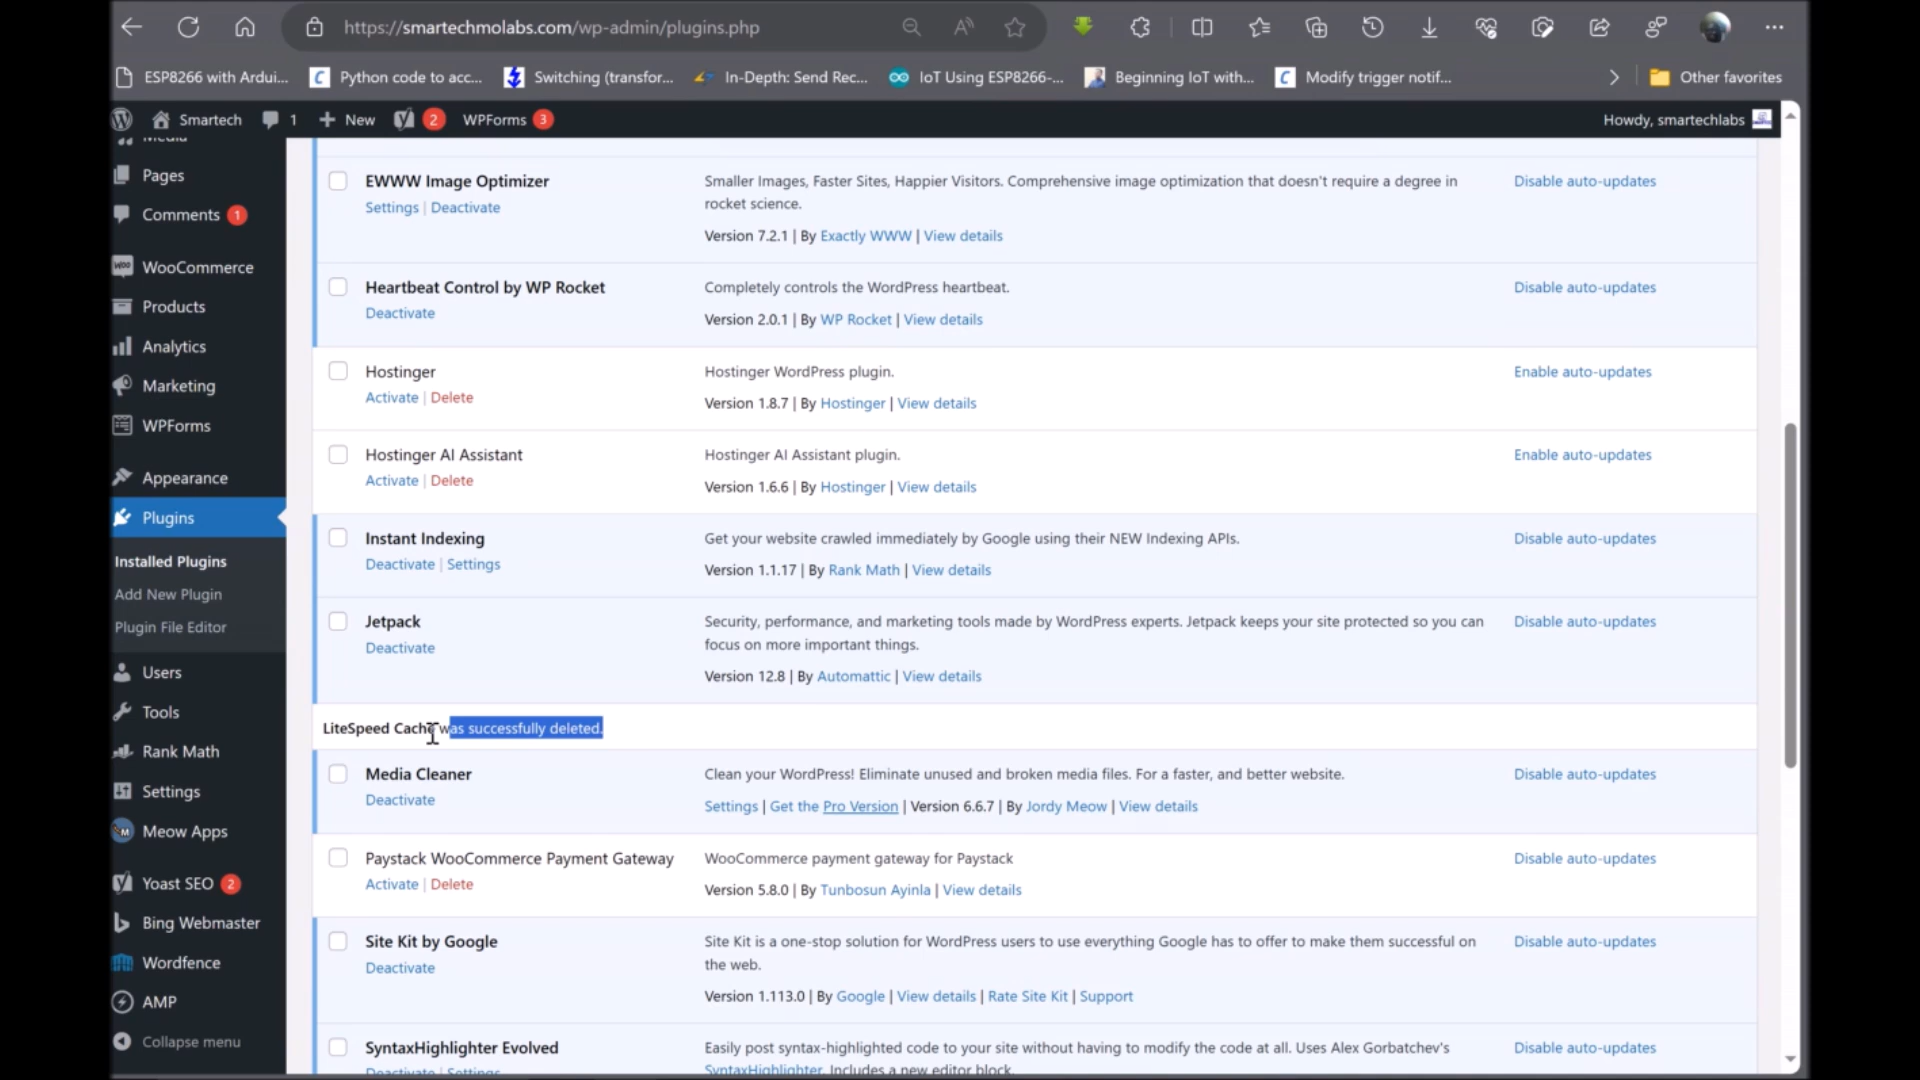 https://smartechmolabs.com/wp-admin/plugins.php
ESP8266 with Ardui...
Python code to acc...
Switching (transfor...
In-Depth: Send Rec...
IoT Using ESP8266-...
Beginning IoT with...
Modify trigger notif...
Other favorites
Smartech
1
New
2
WPForms
3
Howdy, smartechlabs
Media
Pages
Comments 1
WooCommerce
Products
Analytics
Marketing
WPForms
Appearance
Plugins
Installed Plugins
Add New Plugin
Plugin File Editor
Users
Tools
Rank Math
Settings
Meow Apps
Yoast SEO 2
Bing Webmaster
Wordfence
AMP
Collapse menu
EWWW Image Optimizer
Settings | Deactivate
Smaller Images, Faster Sites, Happier Visitors. Comprehensive image optimization that doesn't require a degree in
rocket science.
Version 7.2.1 | By Exactly WWW | View details
Disable auto-updates
Heartbeat Control by WP Rocket
Deactivate
Completely controls the WordPress heartbeat.
Version 2.0.1 | By WP Rocket | View details
Disable auto-updates
Hostinger
Activate | Delete
Hostinger WordPress plugin.
Version 1.8.7 | By Hostinger | View details
Enable auto-updates
Hostinger AI Assistant
Activate | Delete
Hostinger AI Assistant plugin.
Version 1.6.6 | By Hostinger | View details
Enable auto-updates
Instant Indexing
Deactivate | Settings
Get your website crawled immediately by Google using their NEW Indexing APIs.
Version 1.1.17 | By Rank Math | View details
Disable auto-updates
Jetpack
Deactivate
Security, performance, and marketing tools made by WordPress experts. Jetpack keeps your site protected so you can
focus on more important things.
Version 12.8 | By Automattic | View details
Disable auto-updates
LiteSpeed Cache was successfully deleted.
Media Cleaner
Deactivate
Clean your WordPress! Eliminate unused and broken media files. For a faster, and better website.
Settings | Get the Pro Version | Version 6.6.7 | By Jordy Meow | View details
Disable auto-updates
Paystack WooCommerce Payment Gateway
Activate | Delete
WooCommerce payment gateway for Paystack
Version 5.8.0 | By Tunbosun Ayinla | View details
Disable auto-updates
Site Kit by Google
Deactivate
Site Kit is a one-stop solution for WordPress users to use everything Google has to offer to make them successful on
the web.
Version 1.113.0 | By Google | View details | Rate Site Kit | Support
Disable auto-updates
SyntaxHighlighter Evolved
Deactivate | Settings
Easily post syntax-highlighted code to your site without having to modify the code at all. Uses Alex Gorbatchev's
SyntaxHighlighter. Includes a new editor block.
Disable auto-updates